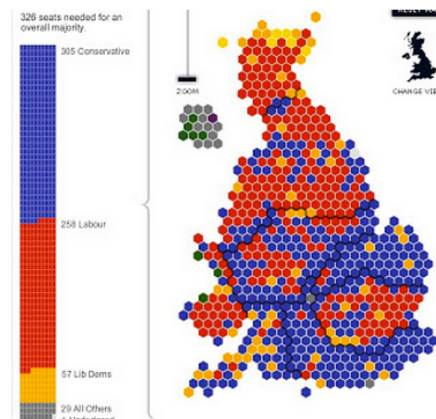 326 seats needed for an
overall majority.
305 Conservative
258 Labour
57 Lib Dems
29 All Others
ZOOM
CHANGE VIE